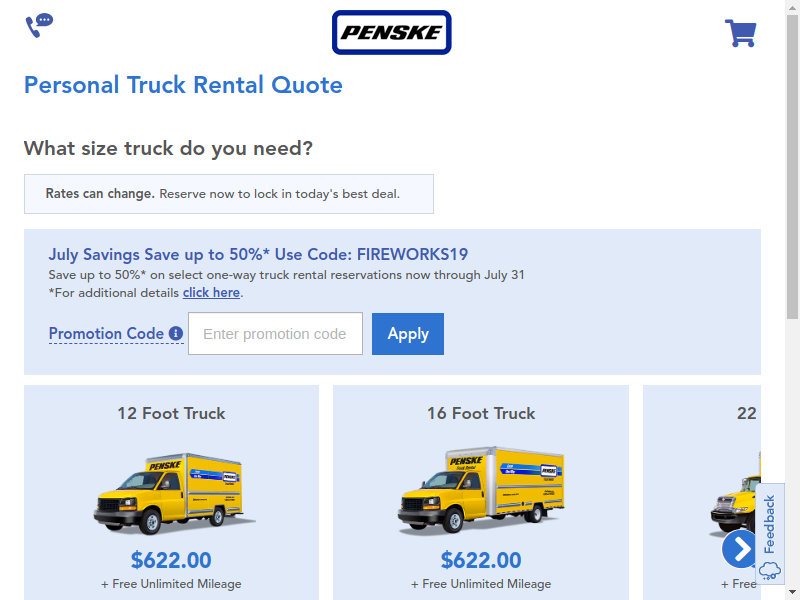 PENSKE
Personal Truck Rental Quote
What size truck do you need?
Rates can change. Reserve now to lock in today's best deal.
July Savings Save up to 50%* Use Code: FIREWORKS19
Save up to 50%* on select one-way truck rental reservations now through July 31
*For additional details click here.
Promotion Code i Enter promotion code Apply
12 Foot Truck 16 Foot Truck 22
PENSKE PENSKE
PENSKE PENSKE
$622.00 $622.00
+ Free Unlimited Mileage + Free Unlimited Mileage + Free
Feedback